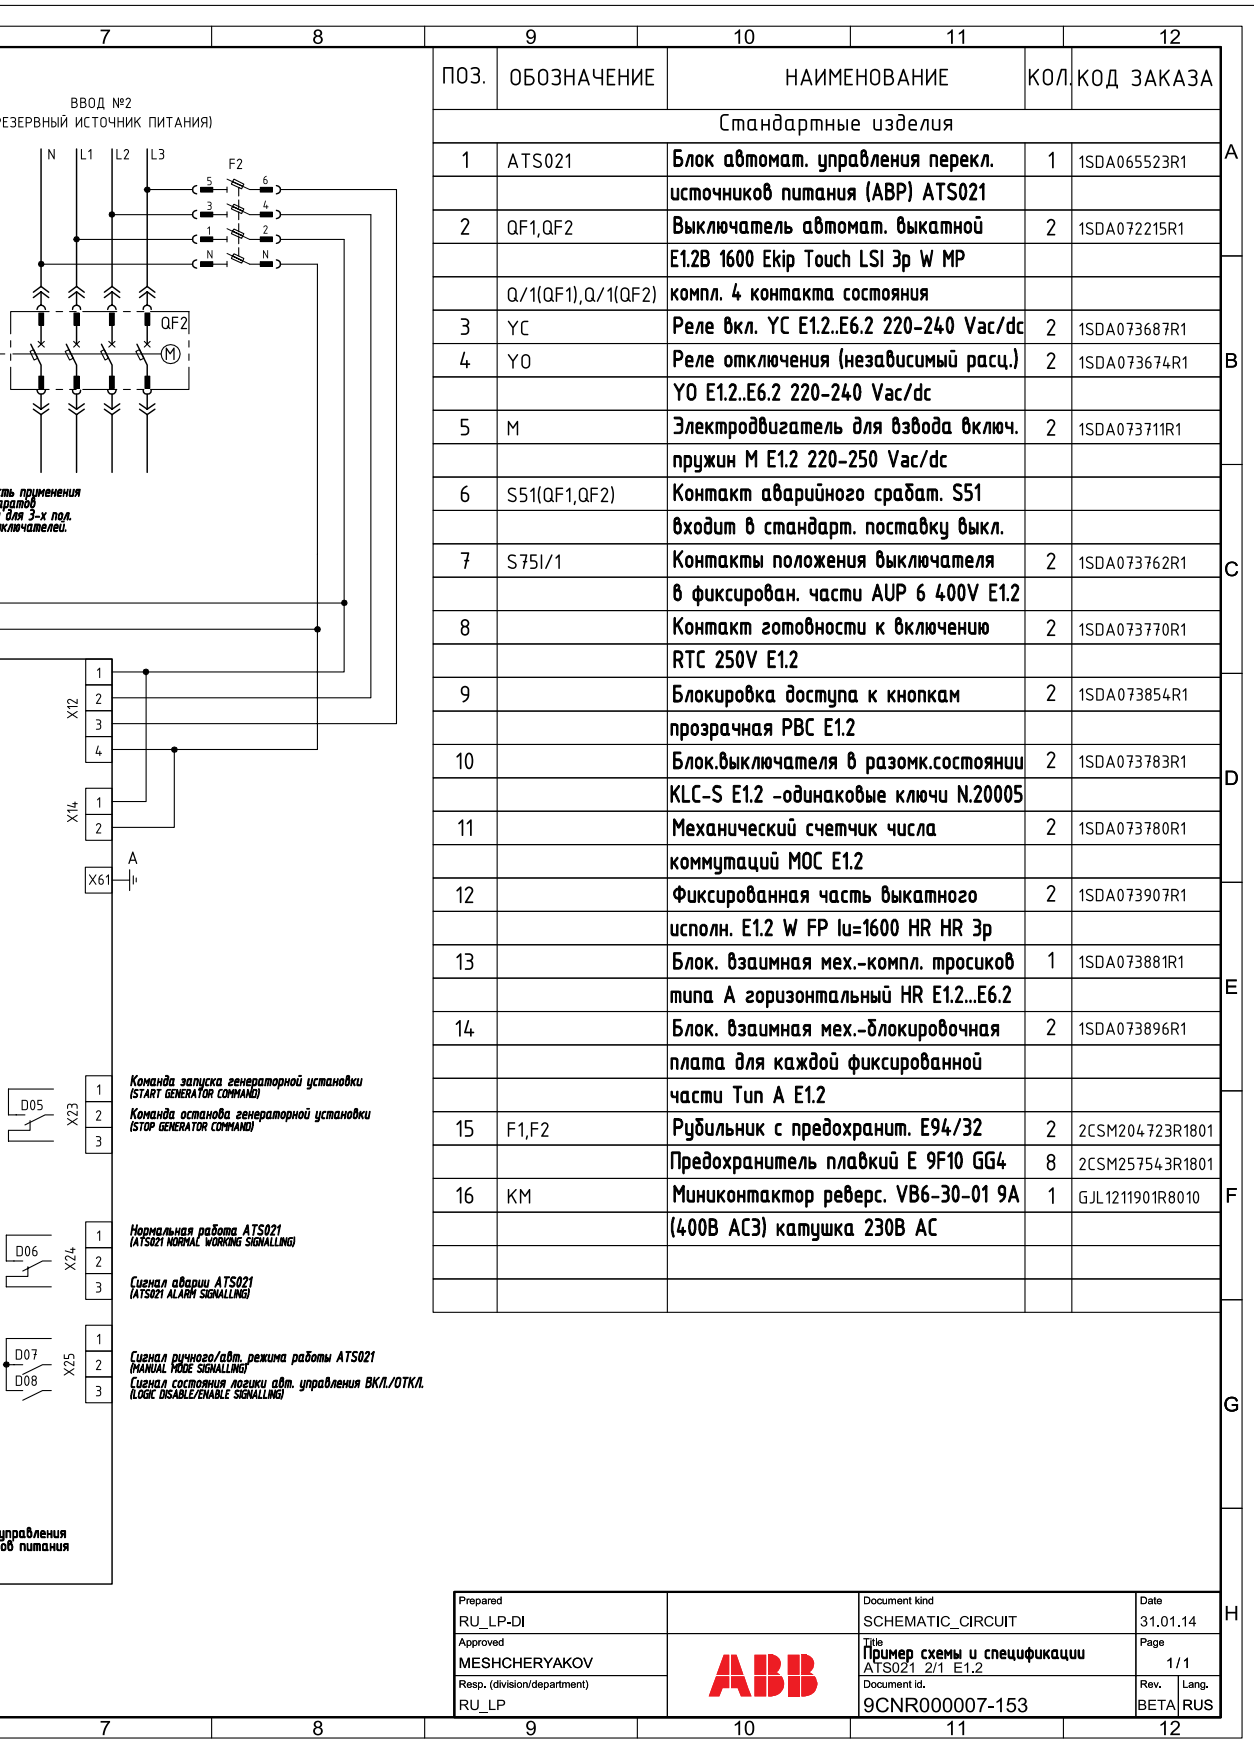 7 8 9 10 11 12
ВВОД №2
РЕЗЕРВНЫЙ ИСТОЧНИК ПИТАНИЯ)
N L1 L2 L3
F2
5 6
3 4
1 2
N N
QF2
M
применения
для 3-х пол.
X12
1
2
3
4
X14
1
2
X61
A
D05
X23
1 Команда запуска генераторной установки
(START GENERATOR COMMAND)
2 Команда останова генераторной установки
(STOP GENERATOR COMMAND)
3
D06
X24
1 Нормальная работа ATS021
(ATS021 NORMAL WORKING SIGNALLING)
2
3 Сигнал аварии ATS021
(ATS021 ALARM SIGNALLING)
D07
D08
X25
1
2 Сигнал ручного/авт. режима работы ATS021
(MANUAL MODE SIGNALLING)
3 Сигнал состояния логики авт. управления ВКЛ./ОТКЛ.
(LOGIC DISABLE/ENABLE SIGNALLING)
управления
питания
ПОЗ. ОБОЗНАЧЕНИЕ НАИМЕНОВАНИЕ КОЛ. КОД ЗАКАЗА
Стандартные изделия
1 ATS021 Блок автомат. управления перекл. 1 1SDA065523R1
источников питания (АВР) ATS021
2 QF1,QF2 Выключатель автомат. выкатной 2 1SDA072215R1
E1.2B 1600 Ekip Touch LSI 3p W MP
Q/1(QF1),Q/1(QF2) компл. 4 контакта состояния
3 YC Реле вкл. YC E1.2..E6.2 220-240 Vac/dc 2 1SDA073687R1
4 YO Реле отключения (независимый расц.) 2 1SDA073674R1
YO E1.2..E6.2 220-240 Vac/dc
5 M Электродвигатель для взвода включ. 2 1SDA073711R1
пружин M E1.2 220-250 Vac/dc
6 S51(QF1,QF2) Контакт аварийного срабат. S51
входит в стандарт. поставку выкл.
7 S75I/1 Контакты положения выключателя 2 1SDA073762R1
в фиксирован. части AUP 6 400V E1.2
8 Контакт готовности к включению 2 1SDA073770R1
RTC 250V E1.2
9 Блокировка доступа к кнопкам 2 1SDA073854R1
прозрачная PBC E1.2
10 Блок.выключателя в разомк.состоянии 2 1SDA073783R1
KLC-S E1.2 -одинаковые ключи N.20005
11 Механический счетчик числа 2 1SDA073780R1
коммутаций MOC E1.2
12 Фиксированная часть выкатного 2 1SDA073907R1
исполн. E1.2 W FP Iu=1600 HR HR 3p
13 Блок. взаимная мех.-компл. тросиков 1 1SDA073881R1
типа A горизонтальный HR E1.2...E6.2
14 Блок. взаимная мех.-блокировочная 2 1SDA073896R1
плата для каждой фиксированной
части Тип A E1.2
15 F1,F2 Рубильник с предохранит. E94/32 2 2CSM204723R1801
Предохранитель плавкий E 9F10 GG4 8 2CSM257543R1801
16 KM Миниконтактор реверс. VB6-30-01 9A 1 GJL1211901R8010
(400В AC3) катушка 230В AC
A
B
C
D
E
F
G
H
Prepared
RU_LP-DI
Approved
MESHCHERYAKOV
Resp. (division/department)
RU_LP
ABB
Document kind
SCHEMATIC_CIRCUIT
Title
Пример схемы и спецификации
ATS021 2/1 E1.2
Document id.
9CNR000007-153
Date
31.01.14
Page
1/1
Rev. Lang.
BETA RUS
7 8 9 10 11 12